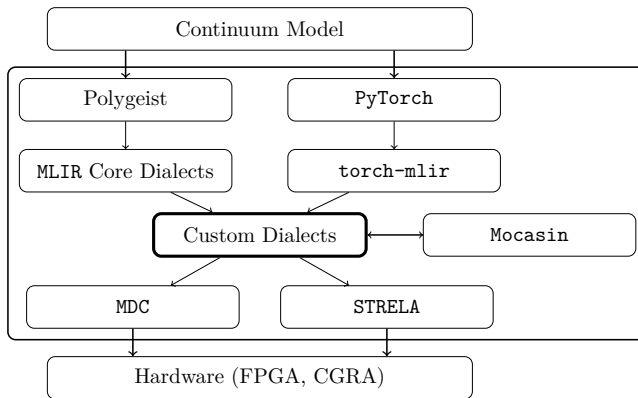 Continuum Model
Polygeist
PyTorch
MLIR Core Dialects
torch-mlir
Custom Dialects
Mocasin
MDC
STRELA
Hardware (FPGA, CGRA)